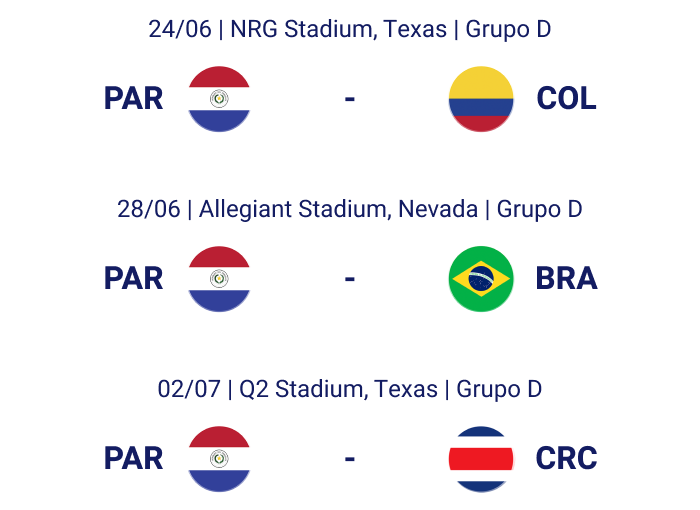 24/06 | NRG Stadium, Texas | Grupo D
PAR - COL
28/06 | Allegiant Stadium, Nevada | Grupo D
PAR - BRA
02/07 | Q2 Stadium, Texas | Grupo D
PAR - CRC